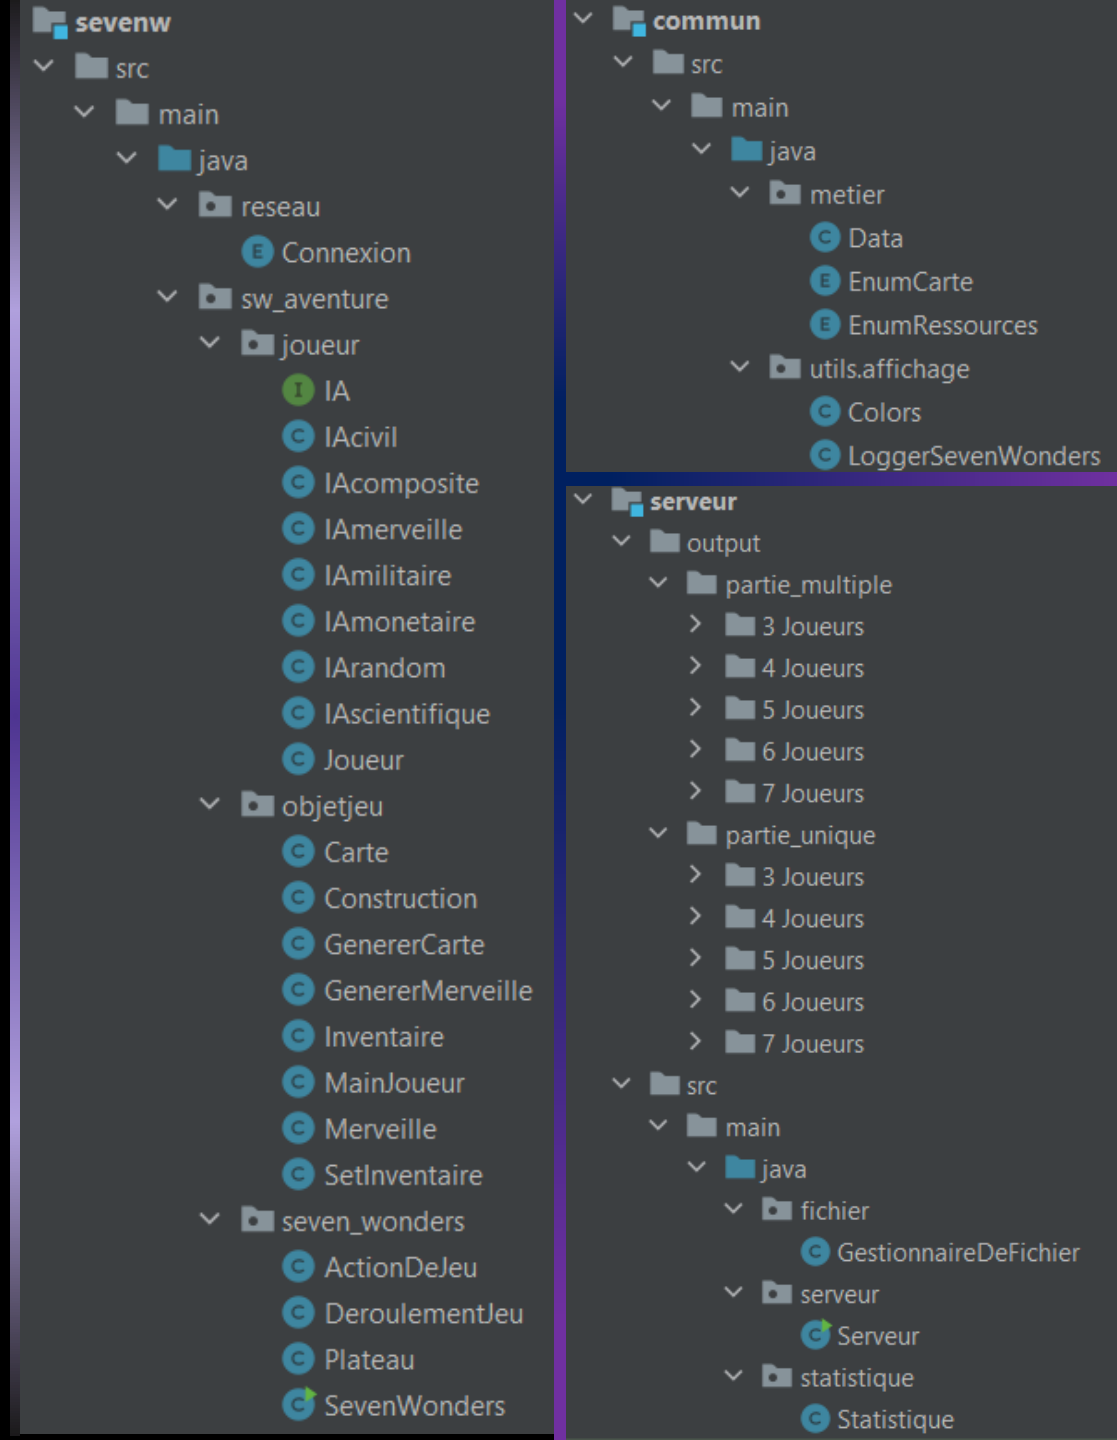 sevenw
src
main
java
reseau
E Connexion
sw_aventure
joueur
I IA
C IAcivil
C IAcomposite
C IAmerveille
C IAmilitaire
C IAmonetaire
C IArandom
C IAscientifique
C Joueur
objetjeu
C Carte
C Construction
C GenererCarte
C GenererMerveille
C Inventaire
C MainJoueur
C Merveille
C SetInventaire
seven_wonders
C ActionDeJeu
C DeroulementJeu
C Plateau
C SevenWonders
commun
src
main
java
metier
C Data
E EnumCarte
E EnumRessources
utils.affichage
C Colors
C LoggerSevenWonders
serveur
output
partie_multiple
3 Joueurs
4 Joueurs
5 Joueurs
6 Joueurs
7 Joueurs
partie_unique
3 Joueurs
4 Joueurs
5 Joueurs
6 Joueurs
7 Joueurs
src
main
java
fichier
C GestionnaireDeFichier
serveur
C Serveur
statistique
C Statistique